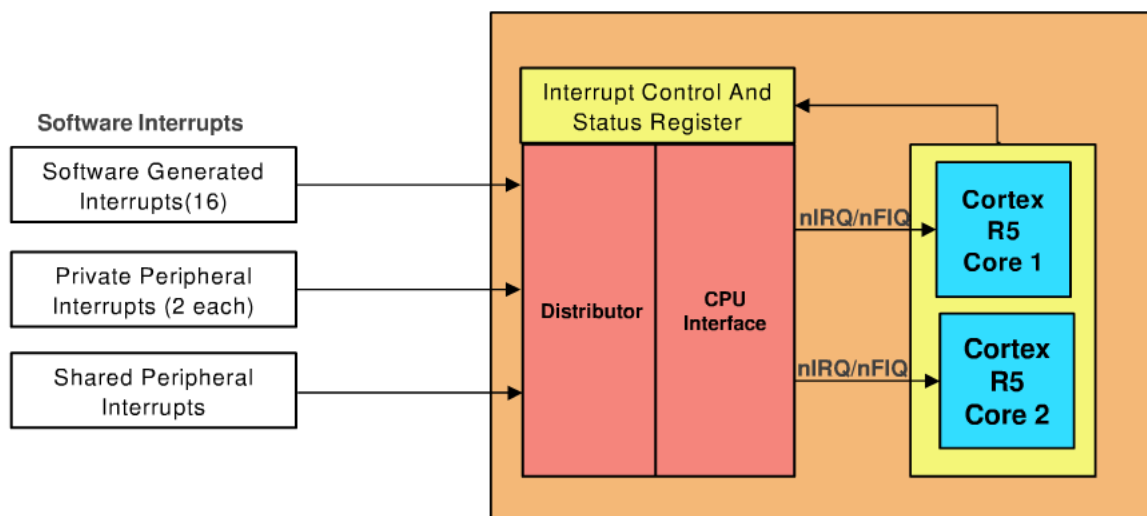 Software Interrupts
Software Generated
Interrupts(16)
Private Peripheral
Interrupts (2 each)
Shared Peripheral
Interrupts
Interrupt Control And
Status Register
Distributor
CPU
Interface
nIRQ/nFIQ
nIRQ/nFIQ
Cortex
R5
Core 1
Cortex
R5
Core 2